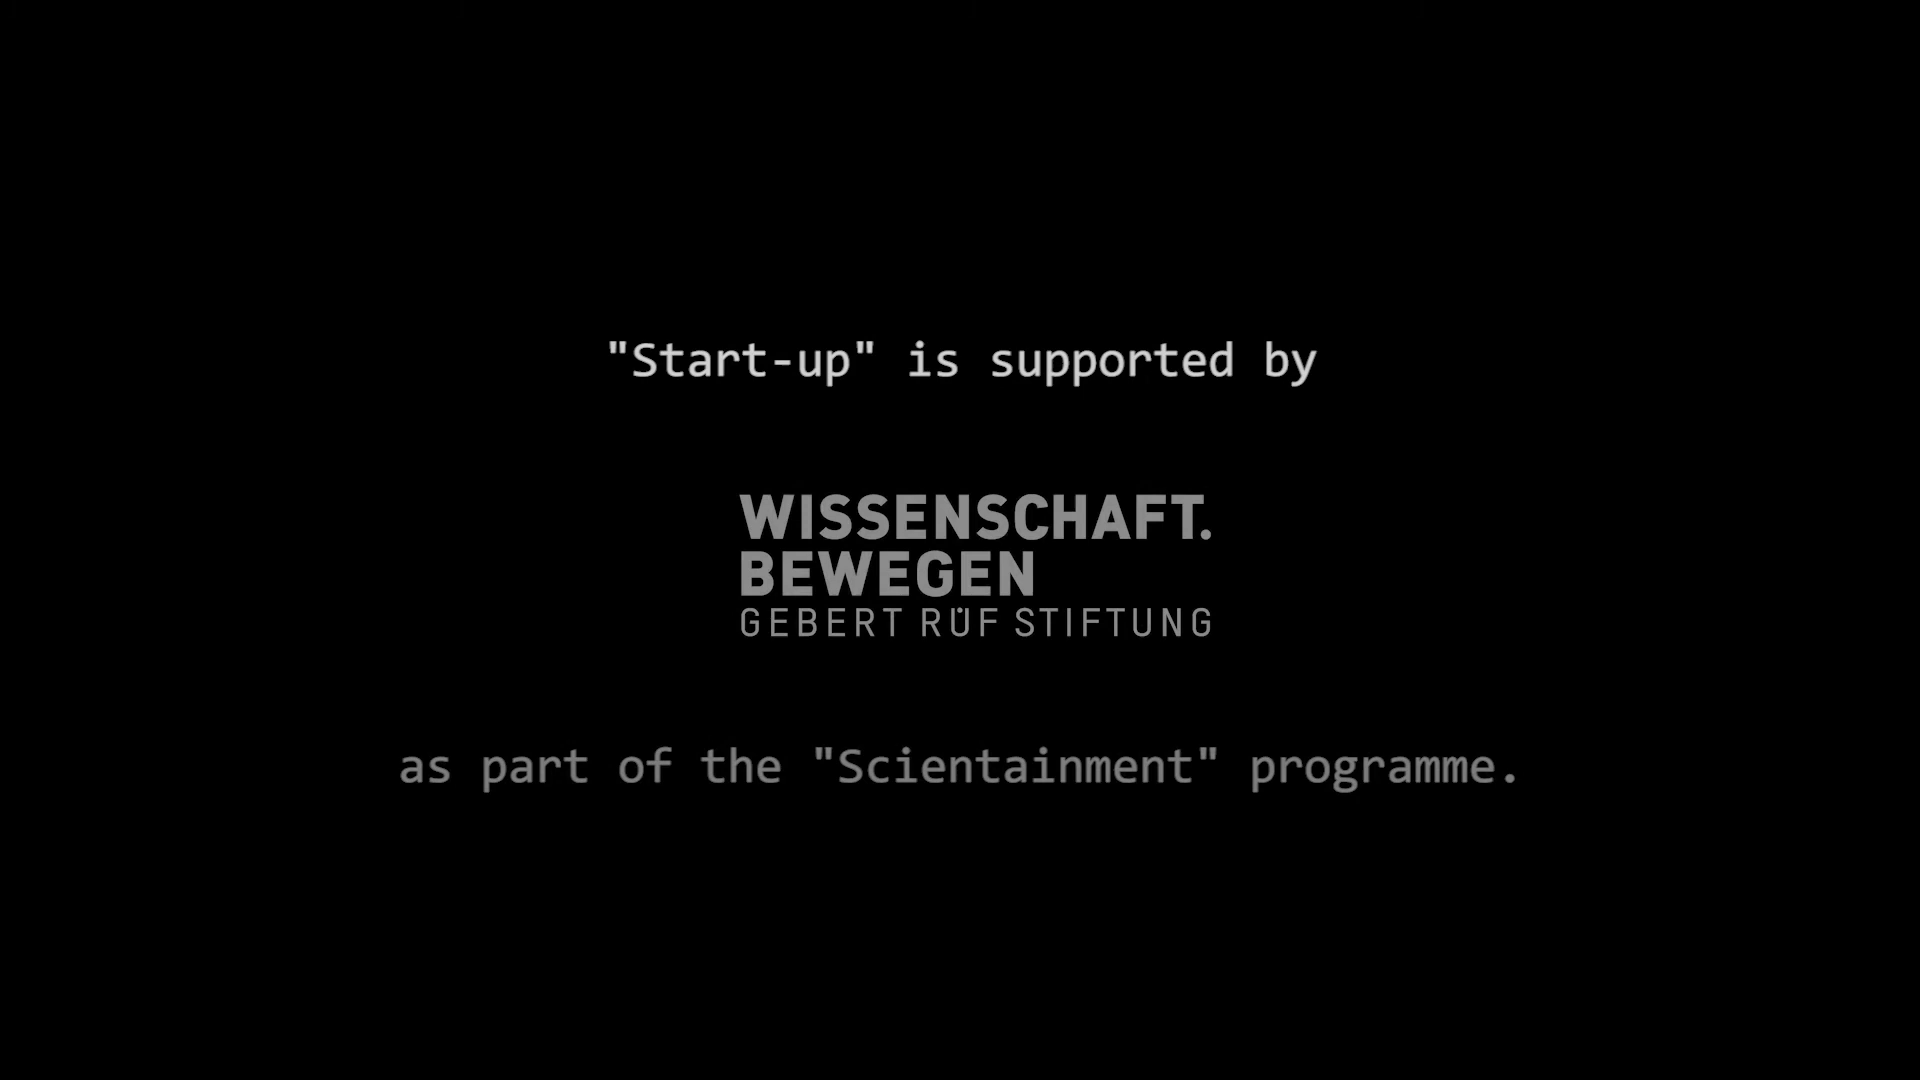 "Start-up" is supported by
WISSENSCHAFT.
BEWEGEN
GEBERT RÜF STIFTUNG
as part of the "Scientainment" programme.